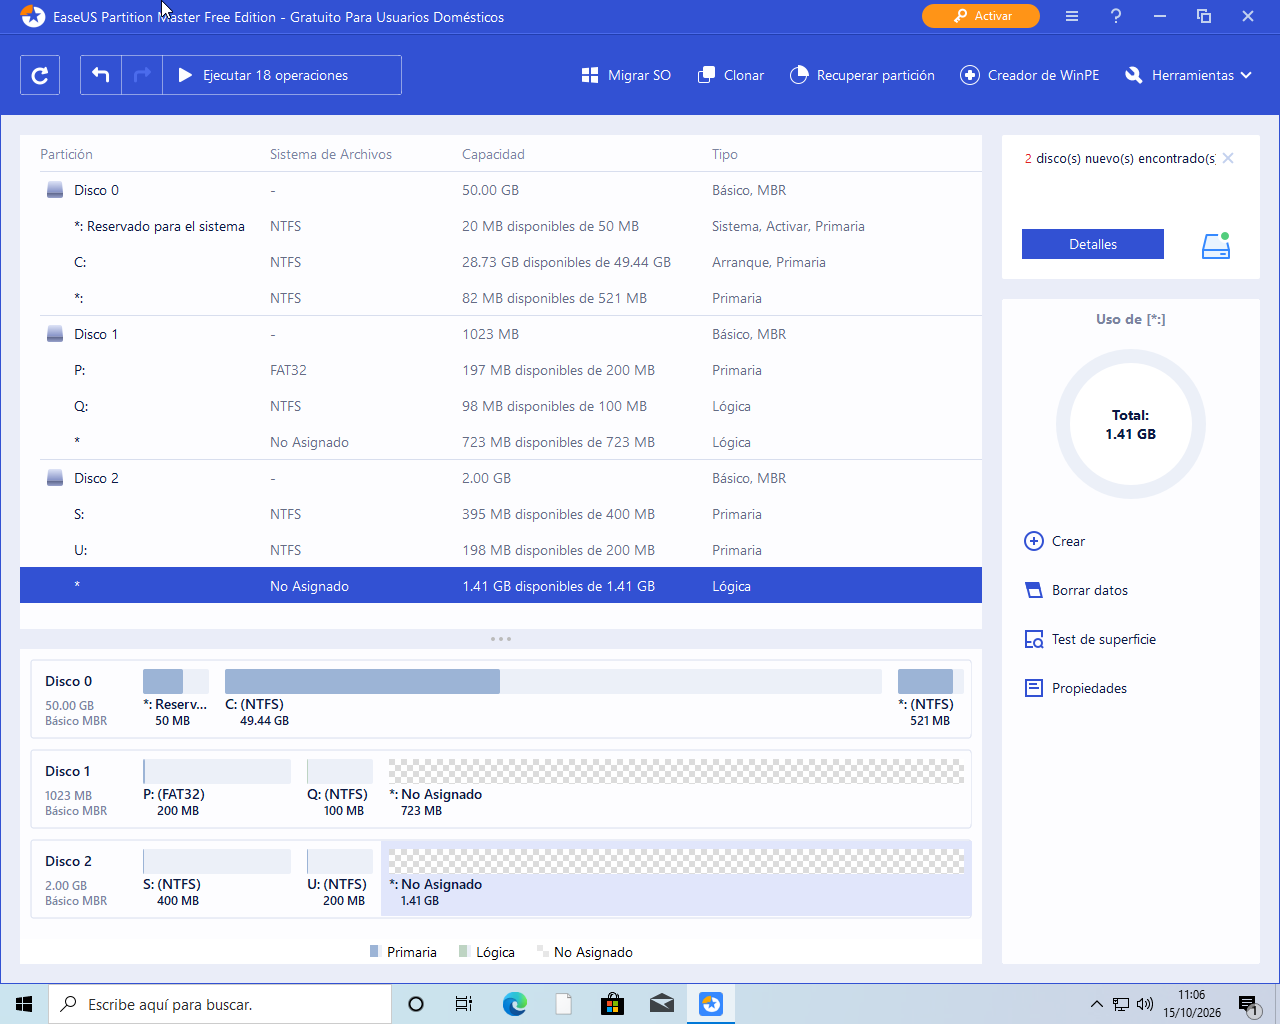 EaseUS Partition Master Free Edition - Gratuito Para Usuarios Domésticos
Activar
Ejecutar 18 operaciones
Migrar SO
Clonar
Recuperar partición
Creador de WinPE
Herramientas
Partición Sistema de Archivos Capacidad Tipo
Disco 0 - 50.00 GB Básico, MBR
*: Reservado para el sistema NTFS 20 MB disponibles de 50 MB Sistema, Activar, Primaria
C: NTFS 28.73 GB disponibles de 49.44 GB Arranque, Primaria
*: NTFS 82 MB disponibles de 521 MB Primaria
Disco 1 - 1023 MB Básico, MBR
P: FAT32 197 MB disponibles de 200 MB Primaria
Q: NTFS 98 MB disponibles de 100 MB Lógica
* No Asignado 723 MB disponibles de 723 MB Lógica
Disco 2 - 2.00 GB Básico, MBR
S: NTFS 395 MB disponibles de 400 MB Primaria
U: NTFS 198 MB disponibles de 200 MB Primaria
* No Asignado 1.41 GB disponibles de 1.41 GB Lógica
2 disco(s) nuevo(s) encontrado(s
Detalles
Uso de [*:]
Total:
1.41 GB
Crear
Borrar datos
Test de superficie
Propiedades
Disco 0
50.00 GB
Básico MBR
*: Reserv...
50 MB
C: (NTFS)
49.44 GB
*: (NTFS)
521 MB
Disco 1
1023 MB
Básico MBR
P: (FAT32)
200 MB
Q: (NTFS)
100 MB
*: No Asignado
723 MB
Disco 2
2.00 GB
Básico MBR
S: (NTFS)
400 MB
U: (NTFS)
200 MB
*: No Asignado
1.41 GB
Primaria
Lógica
No Asignado
Escribe aquí para buscar.
11:06
15/10/2026
1